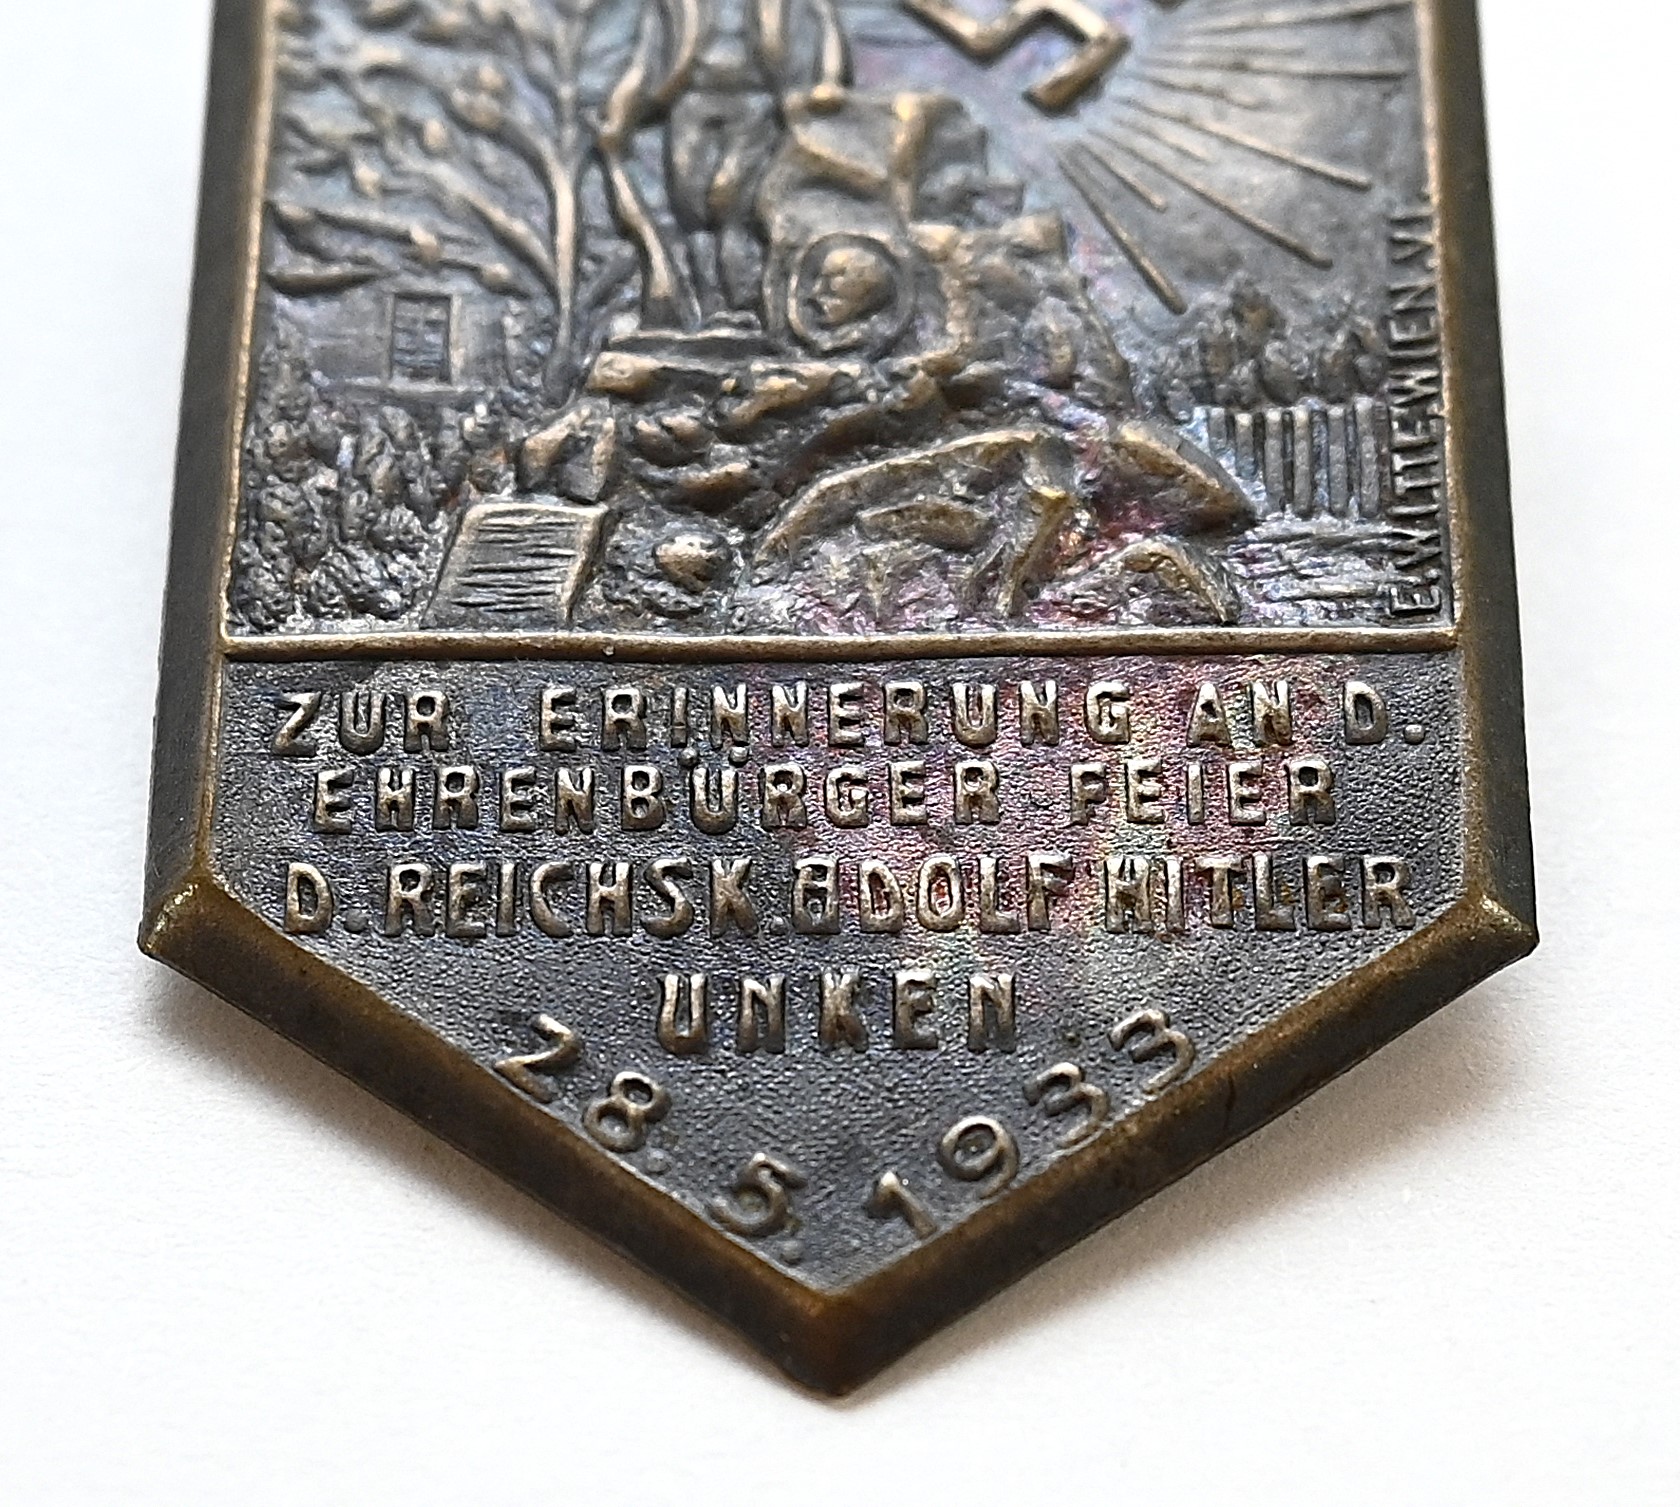 E.WITTE WIEN.VI.
ZUR ERINNERUNG AN D.
EHRENBÜRGER FEIER
D. REICHSK. ADOLF HITLER
UNKEN
28. 5. 1933